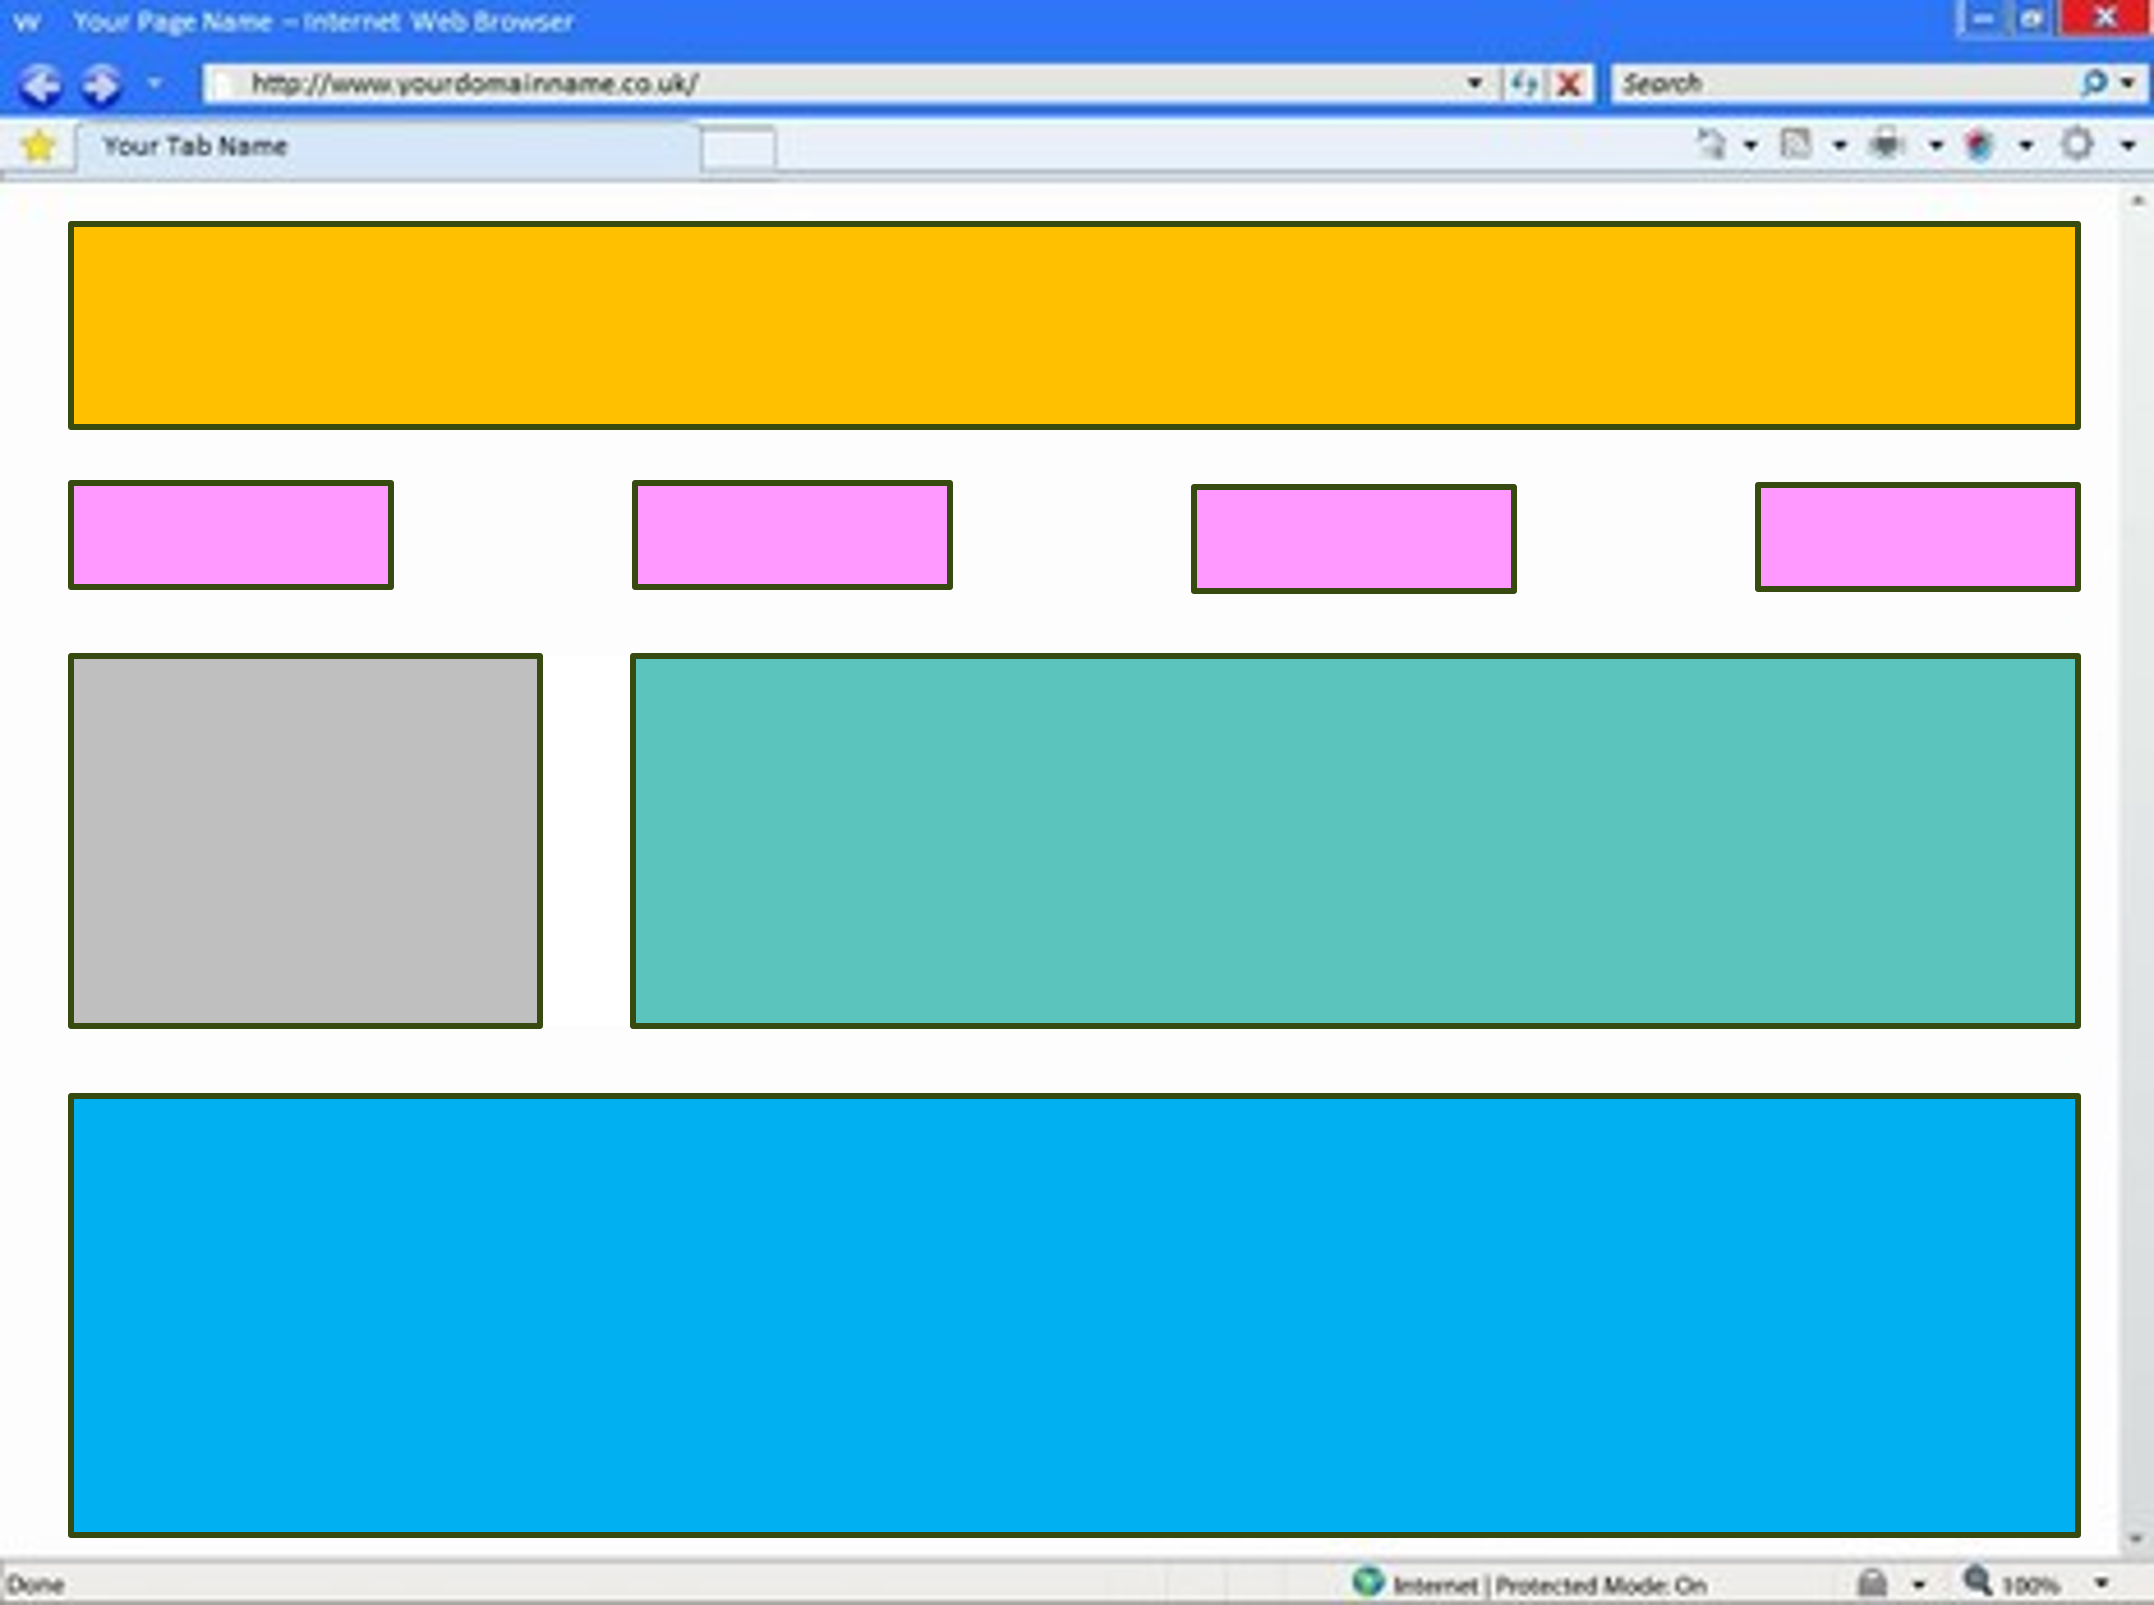 W Your Page Name – Internet Web Browser
http://www.yourdomainname.co.uk/ Search
Your Tab Name
Done Internet | Protected Mode: On 100%